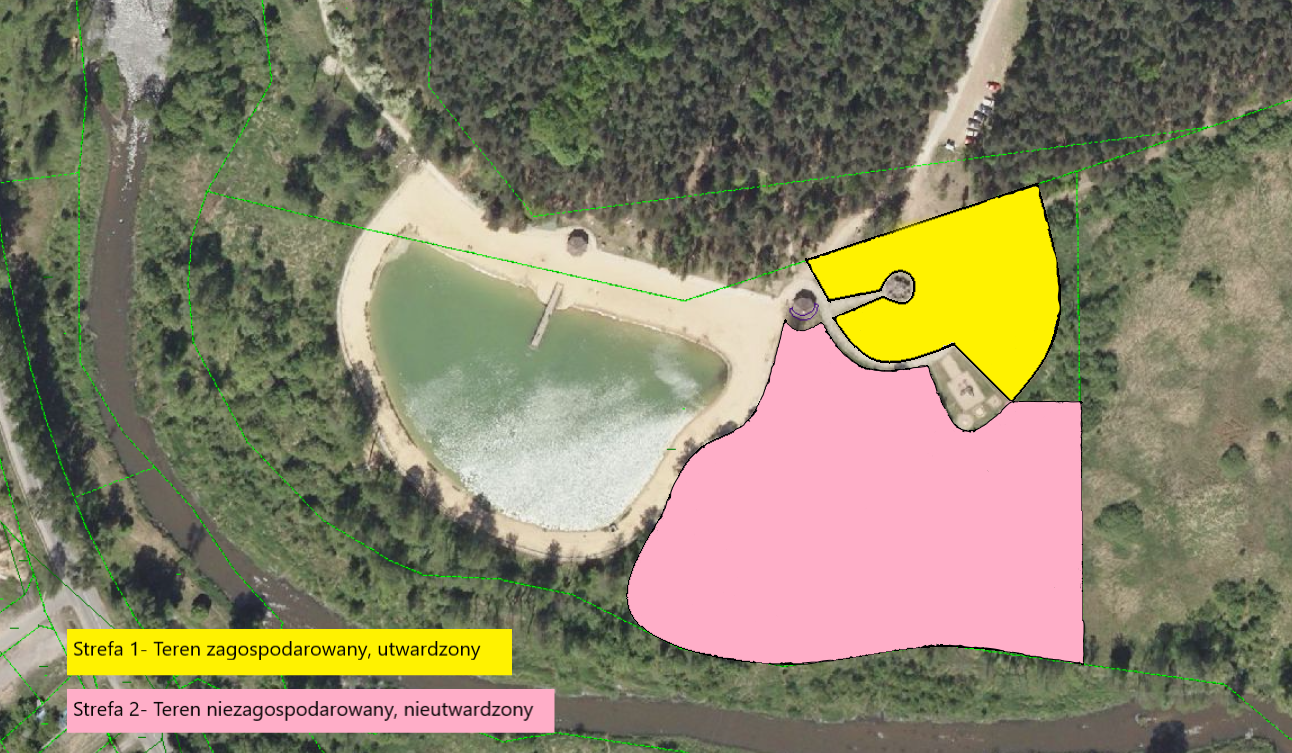 Strefa 1- Teren zagospodarowany, utwardzony
Strefa 2- Teren niezagospodarowany, nieutwardzony